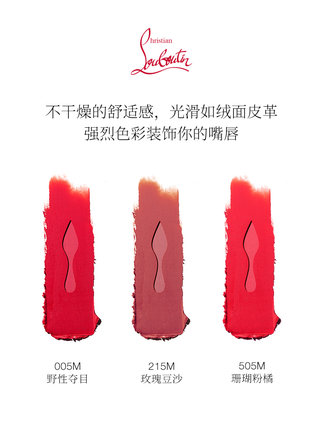 Christian
Louboutin
不干燥的舒适感，光滑如绒面皮革
强烈色彩装饰你的嘴唇
005M 215M 505M
野性夺目 玫瑰豆沙 珊瑚粉橘